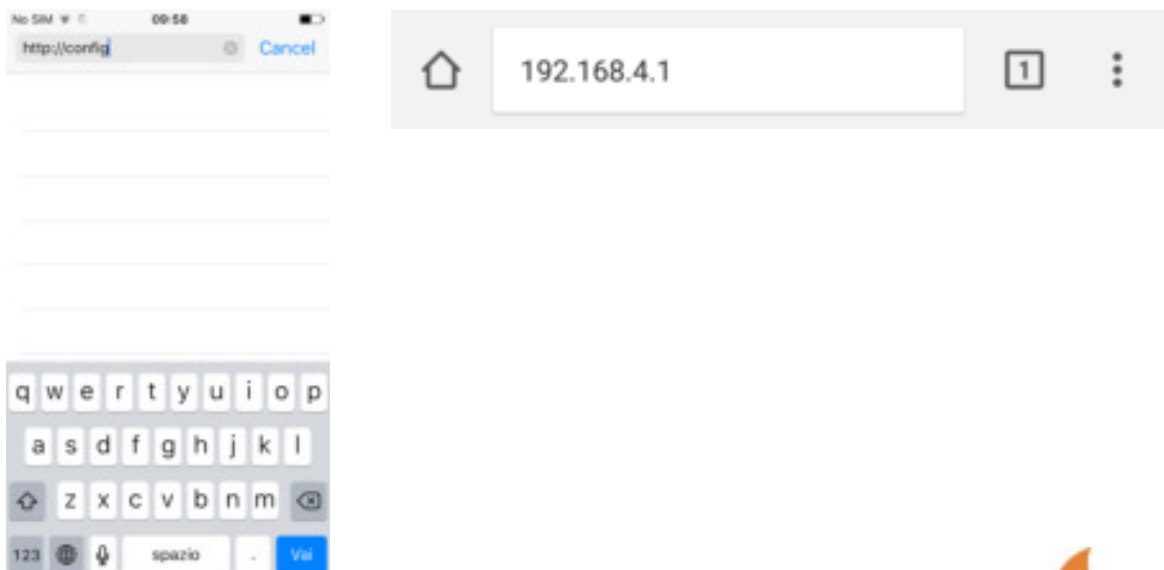 No SIM 09:58
http://config Cancel
192.168.4.1 1
q w e r t y u i o p
a s d f g h j k l
z x c v b n m
123 spazio . Vai